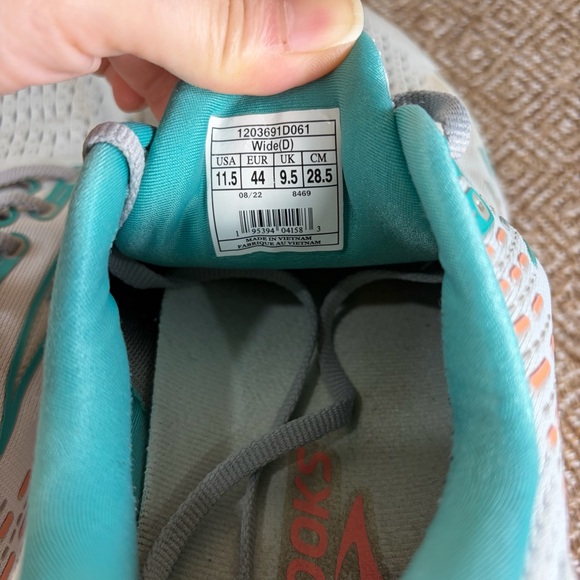 1203691D061
Wide(D)
USA EUR UK CM
11.5 44 9.5 28.5
08/22 8469
1 95394 04158 3
MADE IN VIETNAM
FABRIQUE AU VIETNAM
OOKS